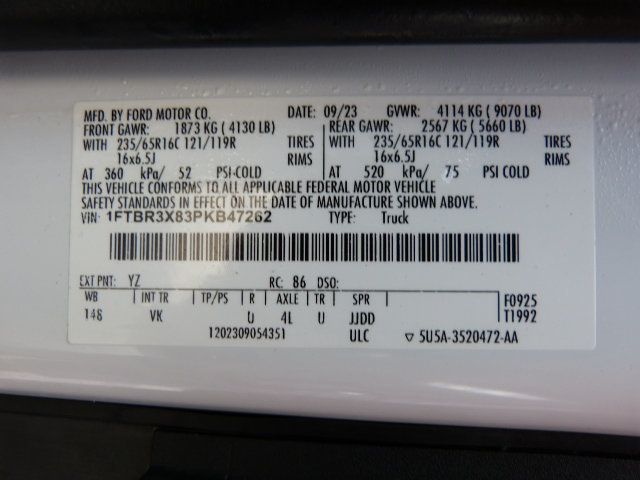 MFD. BY FORD MOTOR CO. DATE: 09/23 GVWR: 4114 KG ( 9070 LB)
FRONT GAWR: 1873 KG ( 4130 LB) REAR GAWR: 2567 KG ( 5660 LB)
WITH 235/65R16C 121/119R TIRES WITH 235/65R16C 121/119R TIRES
16x6.5J RIMS 16x6.5J RIMS
AT 360 kPa/ 52 PSI-COLD AT 520 kPa/ 75 PSI COLD
THIS VEHICLE CONFORMS TO ALL APPLICABLE FEDERAL MOTOR VEHICLE
SAFETY STANDARDS IN EFFECT ON THE DATE OF MANUFACTURE SHOWN ABOVE.
VIN: 1FTBR3X83PKB47262 TYPE: Truck
EXT PNT: YZ RC: 86 DSO: F0925
WB INT TR TP/PS R AXLE TR SPR T1992
148 VK U 4L U JJDD
1202309054351 ULC ▽ 5U5A-3520472-AA